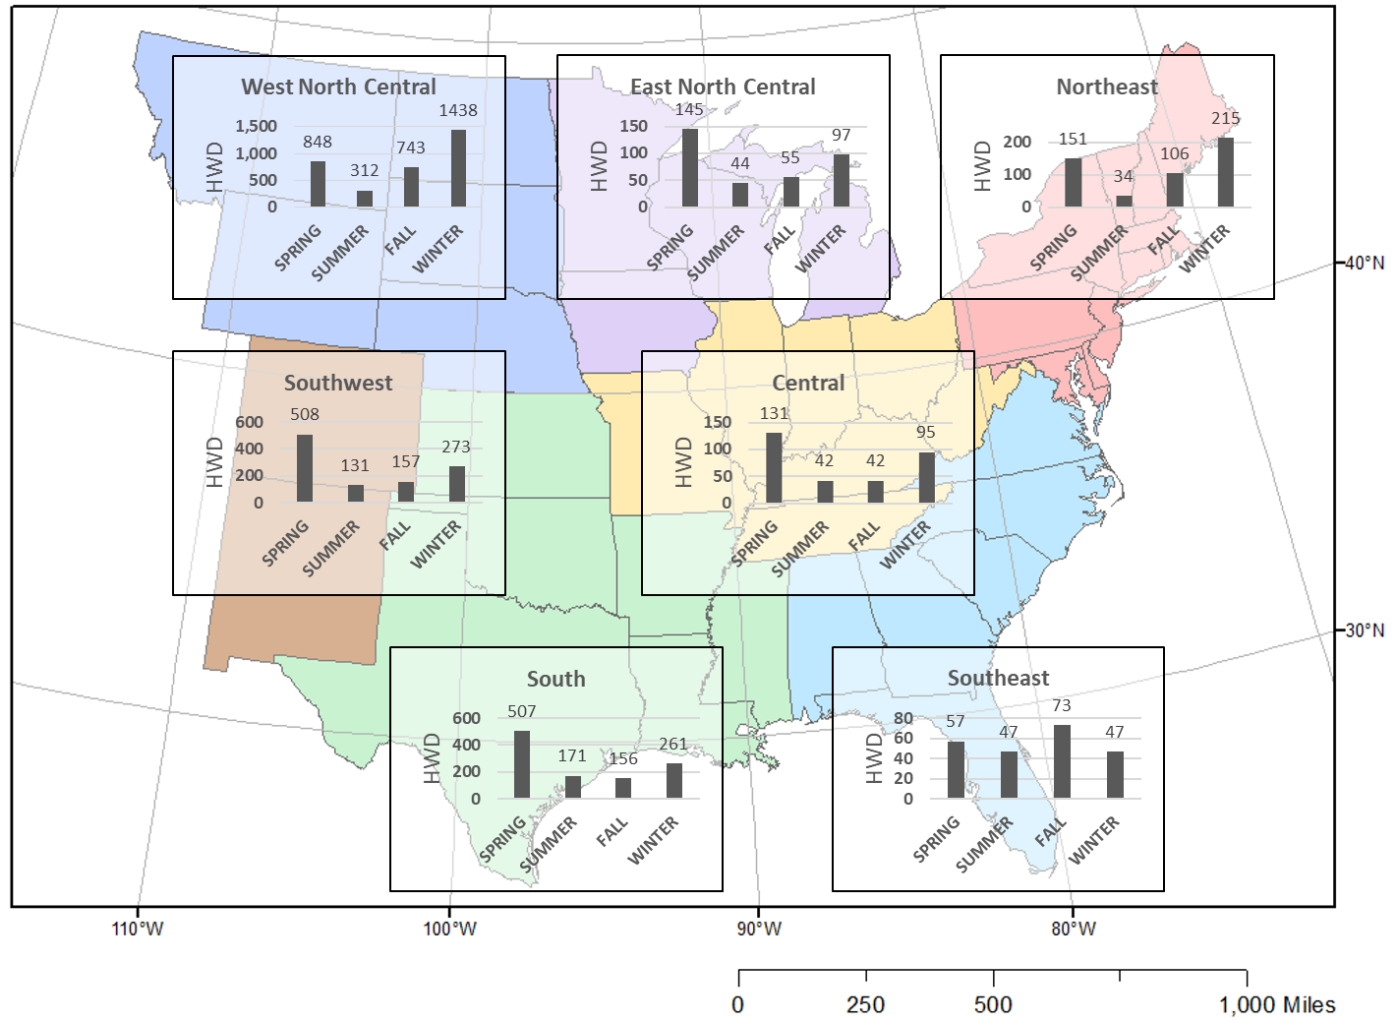 West North Central
HWD
1,500
1,000
500
0
848
312
743
1438
SPRING
SUMMER
FALL
WINTER
East North Central
HWD
150
100
50
0
145
44
55
97
SPRING
SUMMER
FALL
WINTER
Northeast
HWD
200
100
0
151
34
106
215
SPRING
SUMMER
FALL
WINTER
40°N
Southwest
HWD
600
400
200
0
508
131
157
273
SPRING
SUMMER
FALL
WINTER
Central
HWD
150
100
50
0
131
42
42
95
SPRING
SUMMER
FALL
WINTER
30°N
South
HWD
600
400
200
0
507
171
156
261
SPRING
SUMMER
FALL
WINTER
Southeast
HWD
80
60
40
20
0
57
47
73
47
SPRING
SUMMER
FALL
WINTER
110°W 100°W 90°W 80°W
0 250 500 1,000 Miles